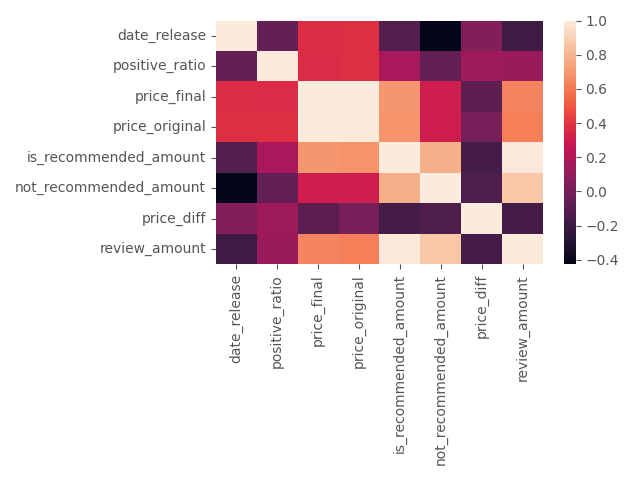 date_release
positive_ratio
price_final
price_original
is_recommended_amount
not_recommended_amount
price_diff
review_amount
date_release
positive_ratio
price_final
price_original
is_recommended_amount
not_recommended_amount
price_diff
review_amount
1.0
0.8
0.6
0.4
0.2
0.0
−0.2
−0.4